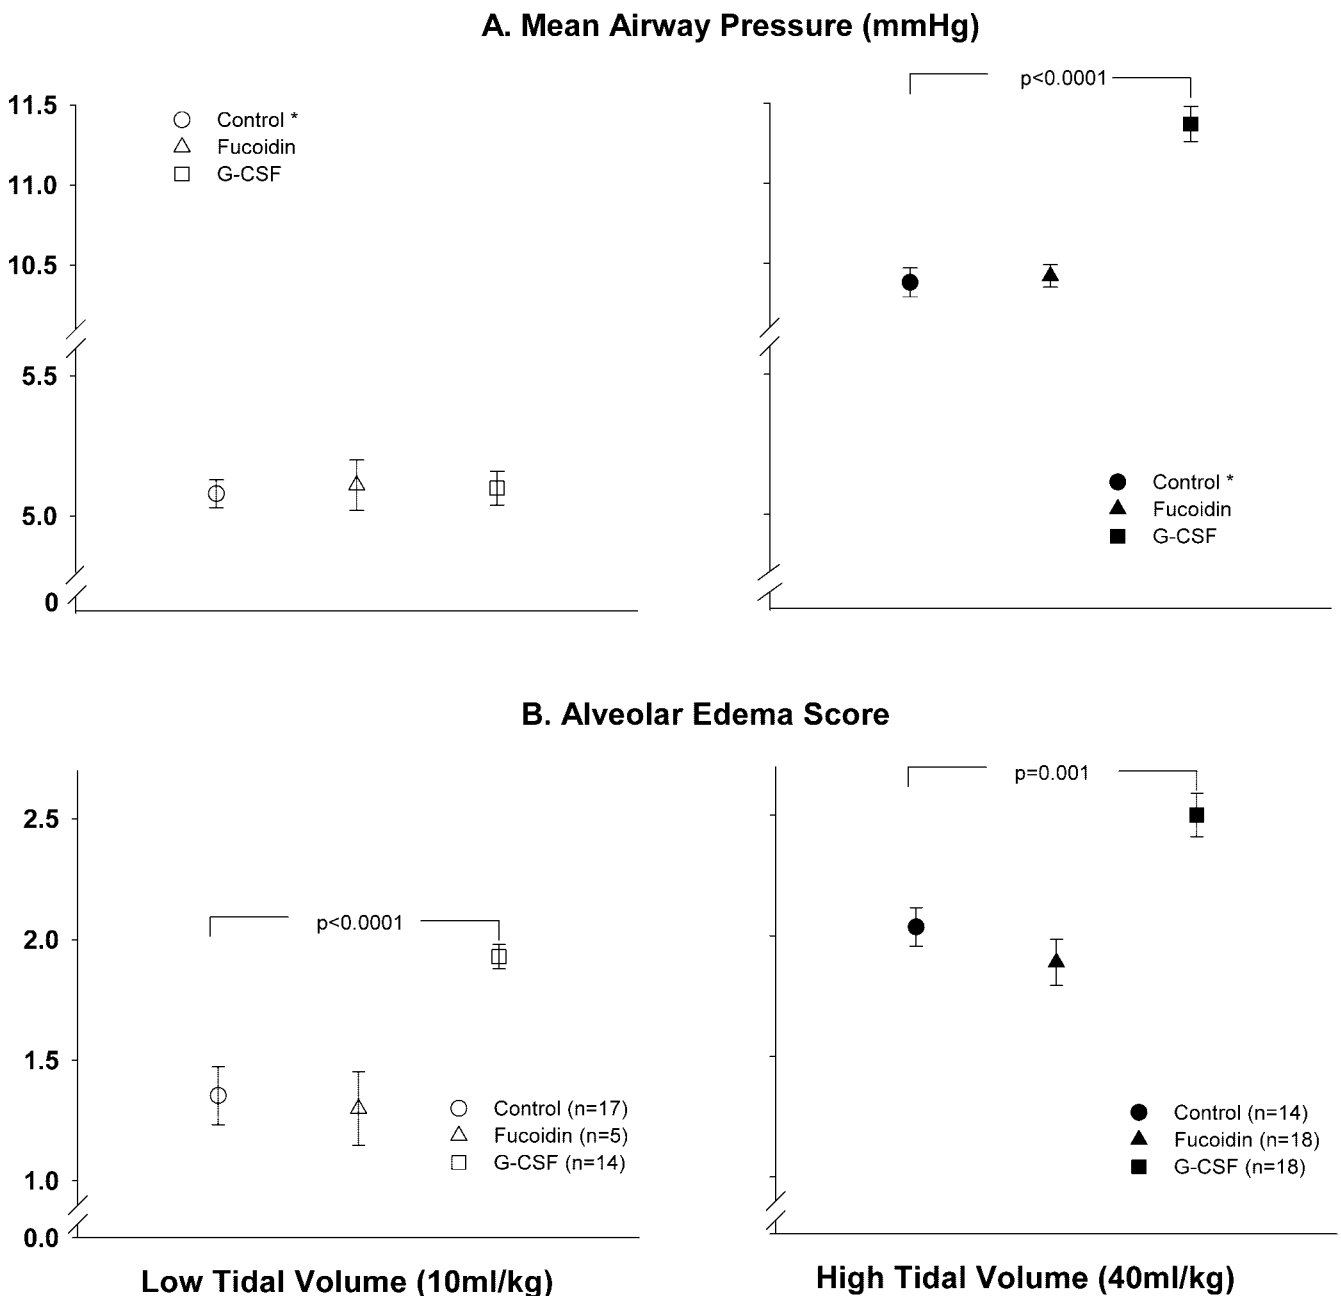 A. Mean Airway Pressure (mmHg)
11.5
11.0
10.5
5.5
5.0
0
Control *
Fucoidin
G-CSF
p<0.0001
Control *
Fucoidin
G-CSF
B. Alveolar Edema Score
2.5
2.0
1.5
1.0
0.0
p<0.0001
Control (n=17)
Fucoidin (n=5)
G-CSF (n=14)
p=0.001
Control (n=14)
Fucoidin (n=18)
G-CSF (n=18)
Low Tidal Volume (10ml/kg)
High Tidal Volume (40ml/kg)